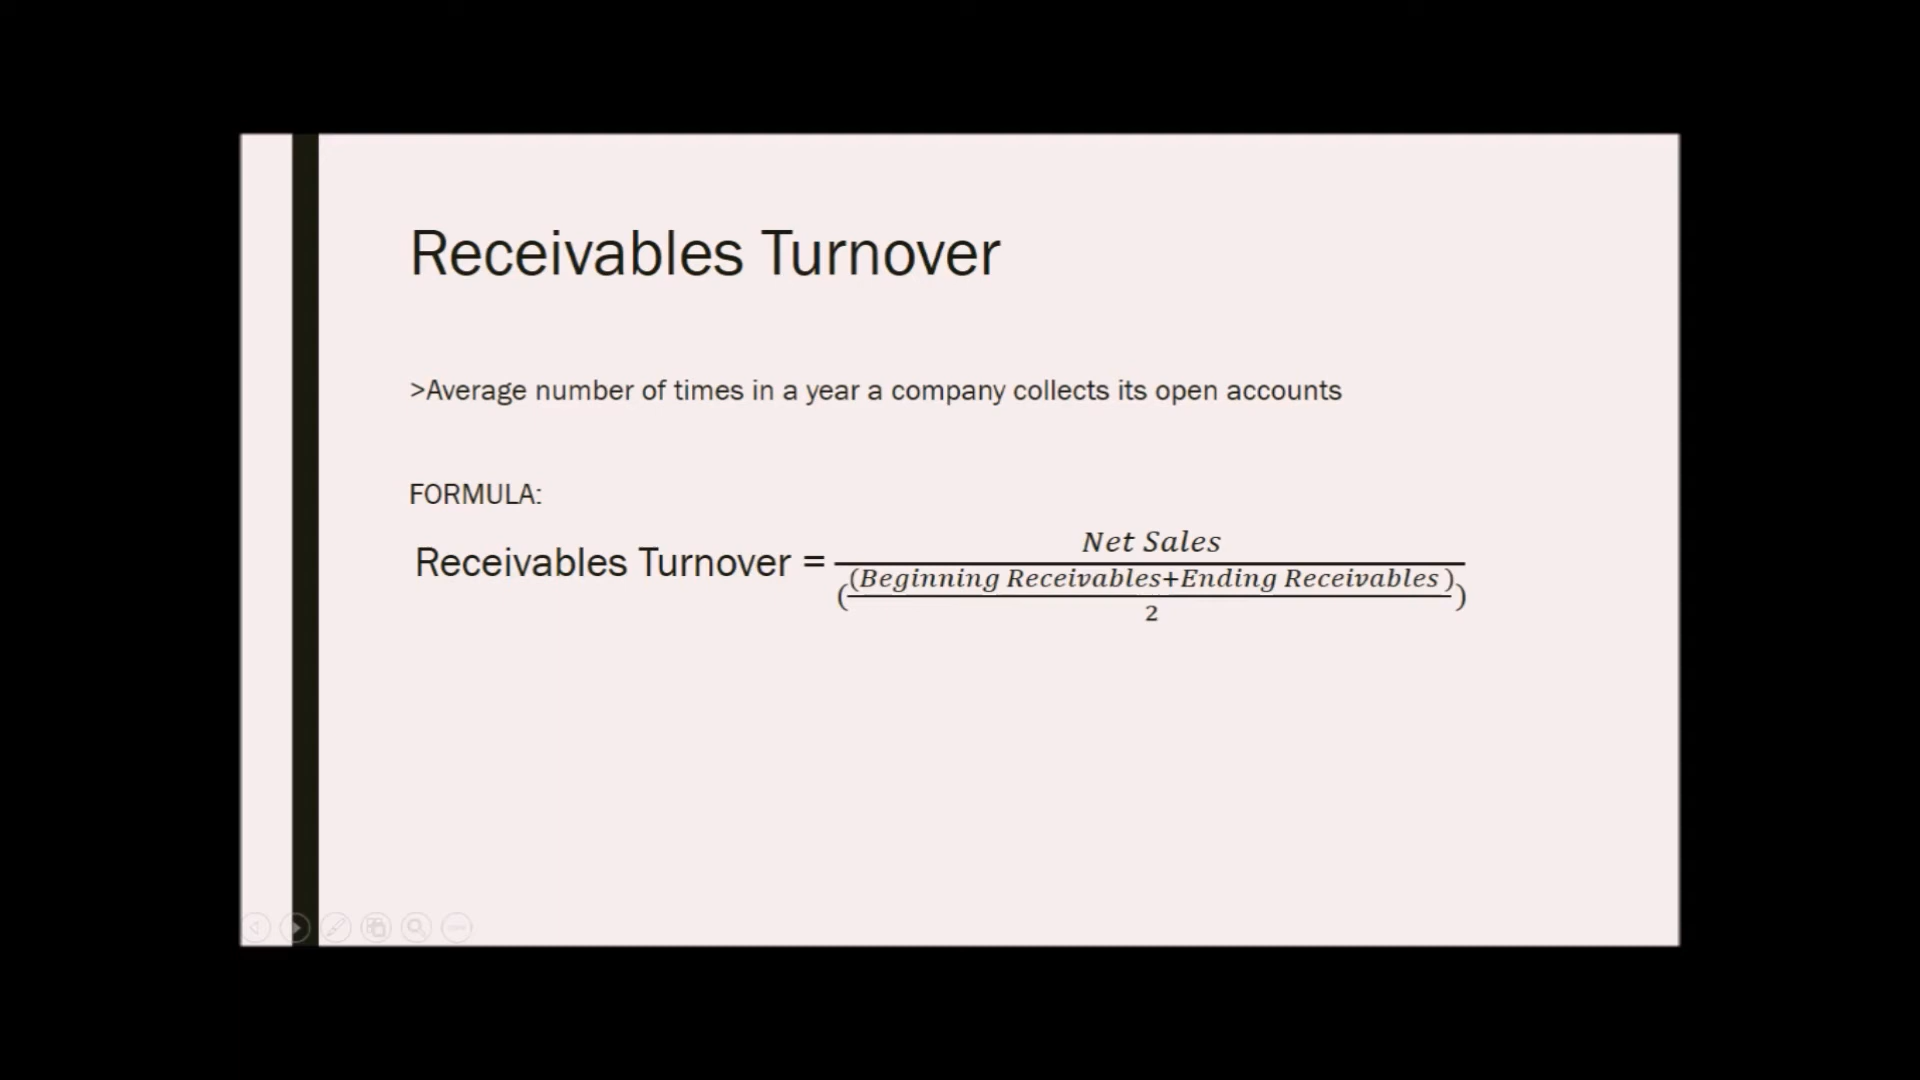 Receivables Turnover
>Average number of times in a year a company collects its open accounts
FORMULA:
Receivables Turnover = Net Sales
((Beginning Receivables+Ending Receivables )
2)